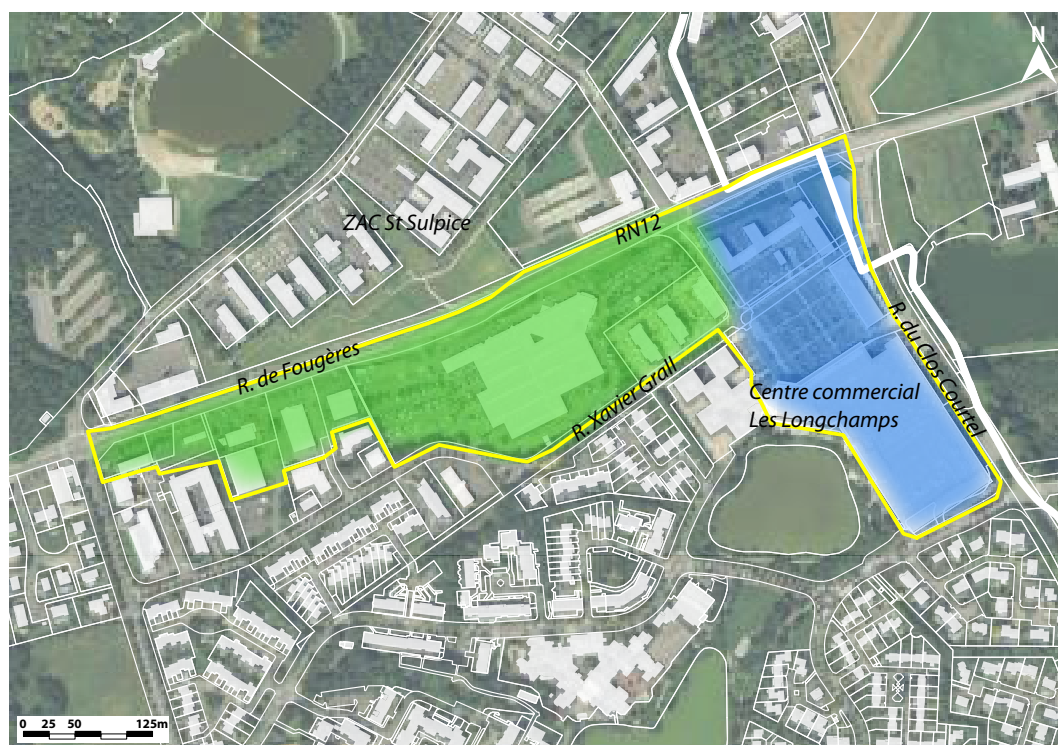 N
ZAC St Sulpice
RN12
R. de Fougères
R. Xavier Grall
R. du Clos Courtel
Centre commercial
Les Longchamps
0 25 50 125m